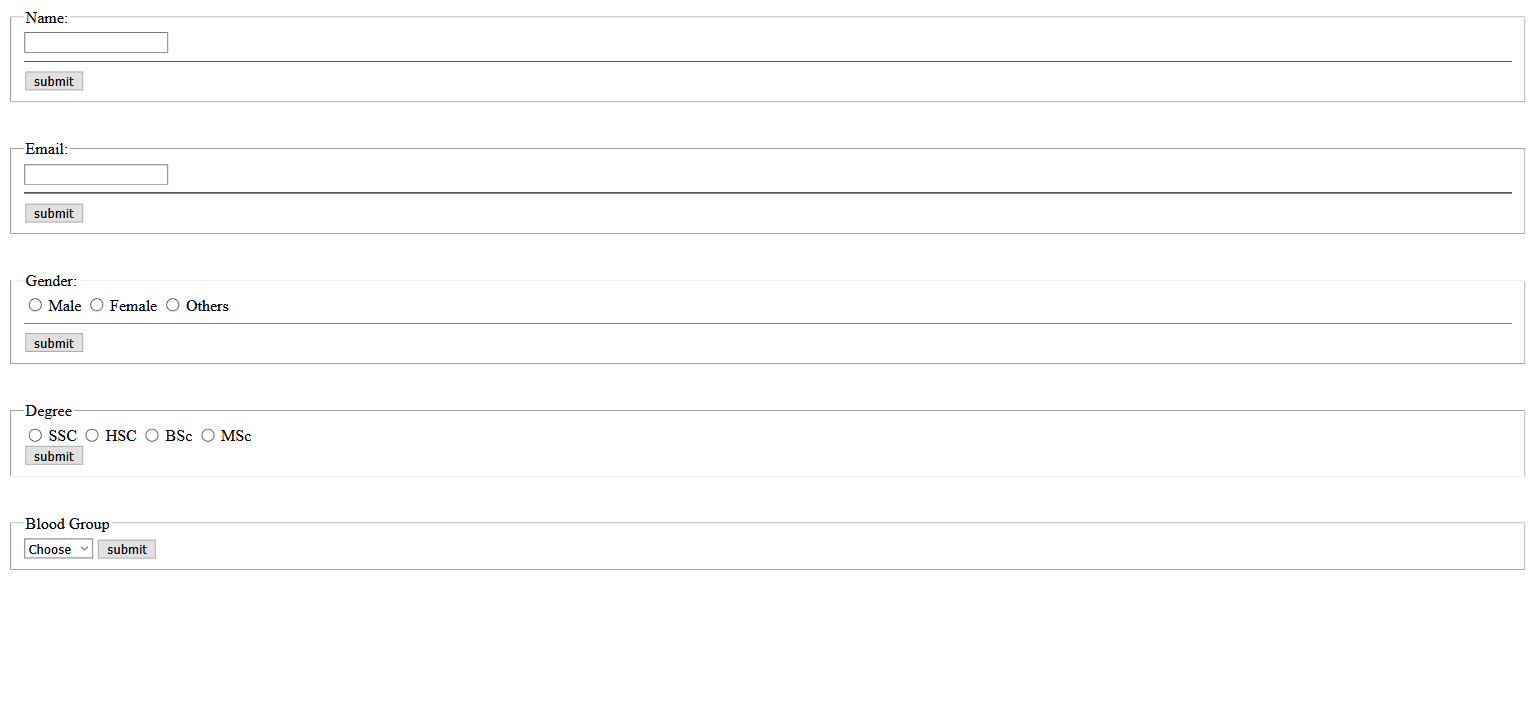 Name:
submit
Email:
submit
Gender:
Male Female Others
submit
Degree
SSC HSC BSc MSc
submit
Blood Group
Choose submit